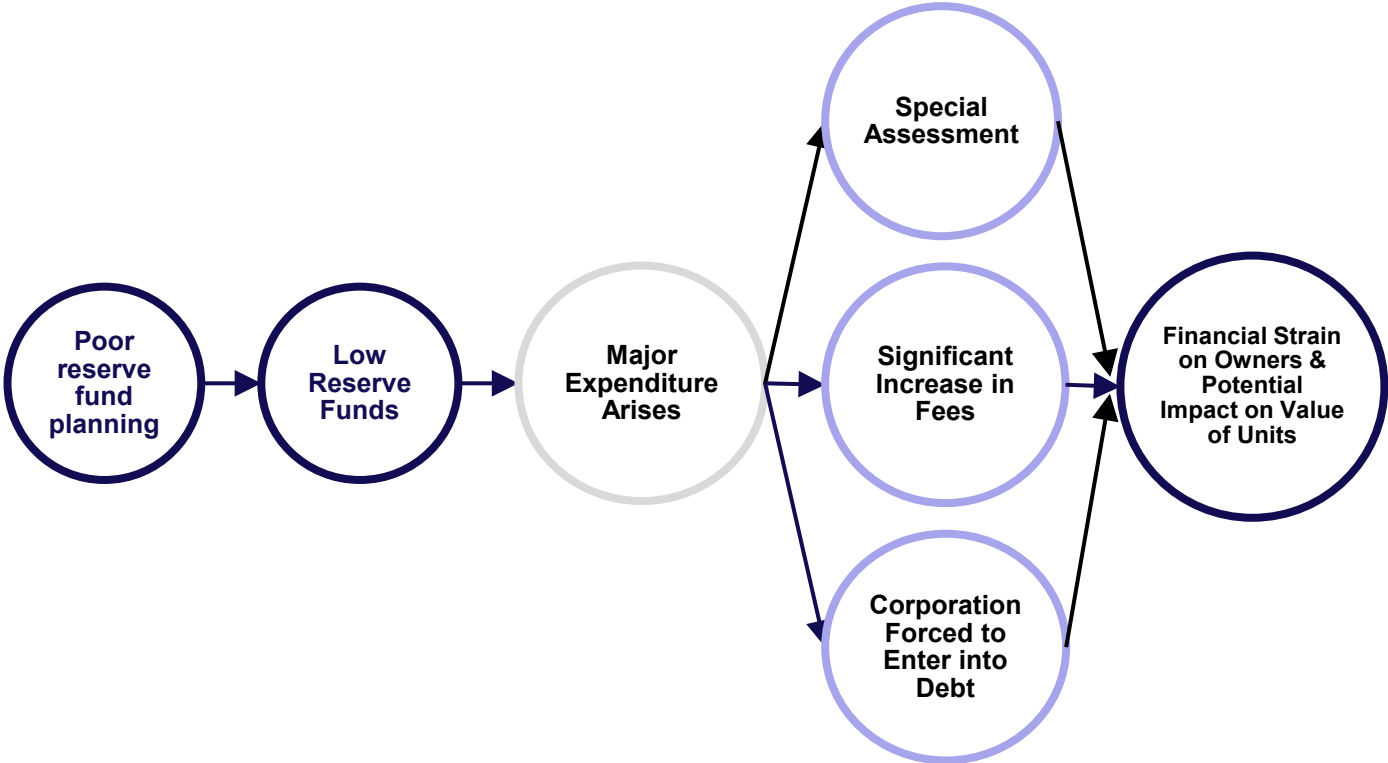 Poor
reserve
fund
planning
Low
Reserve
Funds
Major
Expenditure
Arises
Special
Assessment
Significant
Increase in
Fees
Corporation
Forced to
Enter into
Debt
Financial Strain
on Owners &
Potential
Impact on Value
of Units